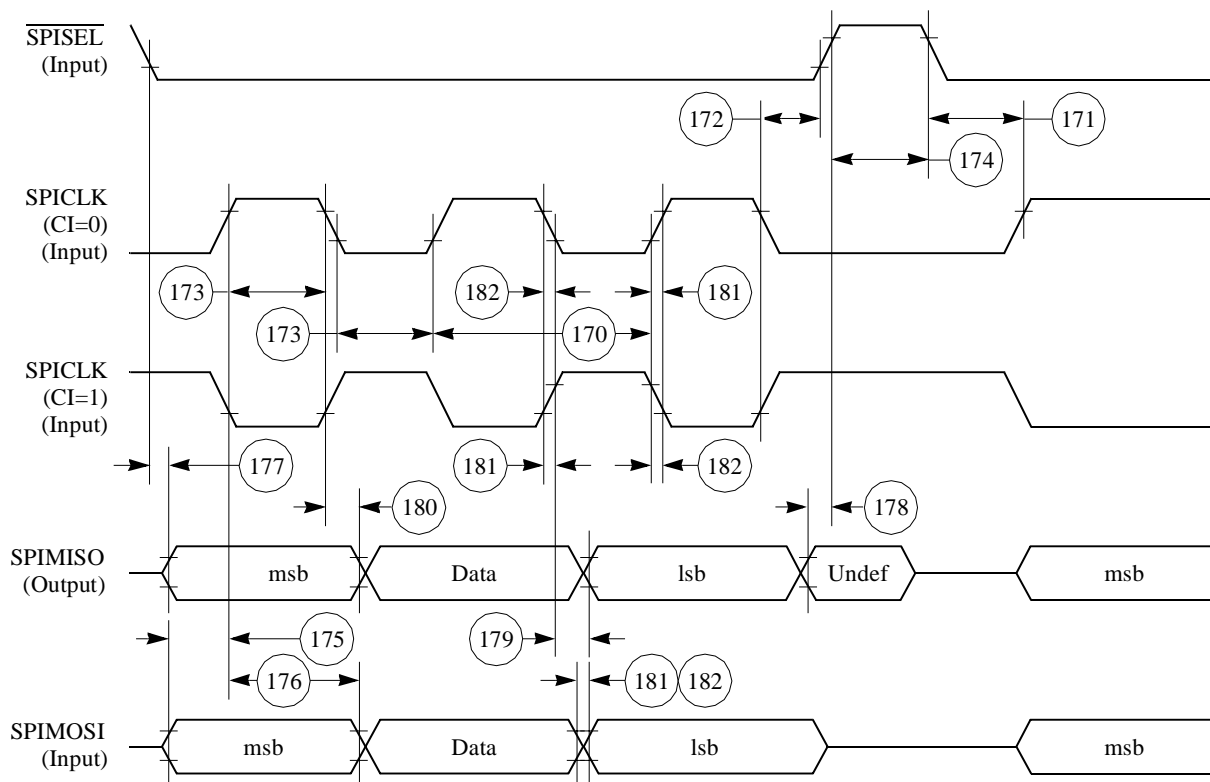 SPISEL
(Input)
172
171
174
SPICLK
(CI=0)
(Input)
173
182
181
173
170
SPICLK
(CI=1)
(Input)
177
181
182
180
178
SPIMISO
(Output)
msb
Data
lsb
Undef
msb
175
179
176
181
182
SPIMOSI
(Input)
msb
Data
lsb
msb